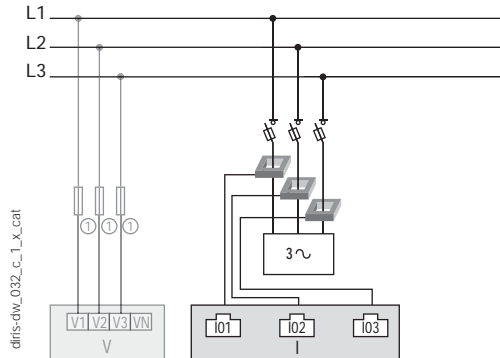 L1
L2
L3
1 1 1
3 ~
diris-dw_032_c_1_x_cat
V1 V2 V3 VN
V
I01 I02 I03
I